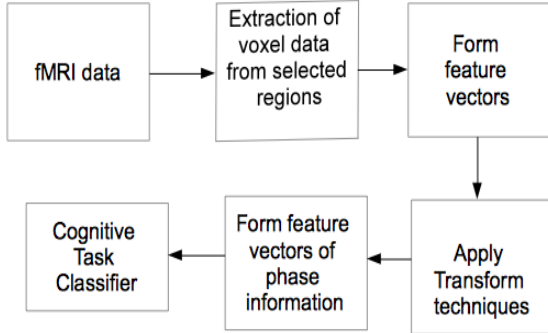 fMRI data
Extraction of
voxel data
from selected
regions
Form
feature
vectors
Apply
Transform
techniques
Form feature
vectors of
phase
information
Cognitive
Task
Classifier